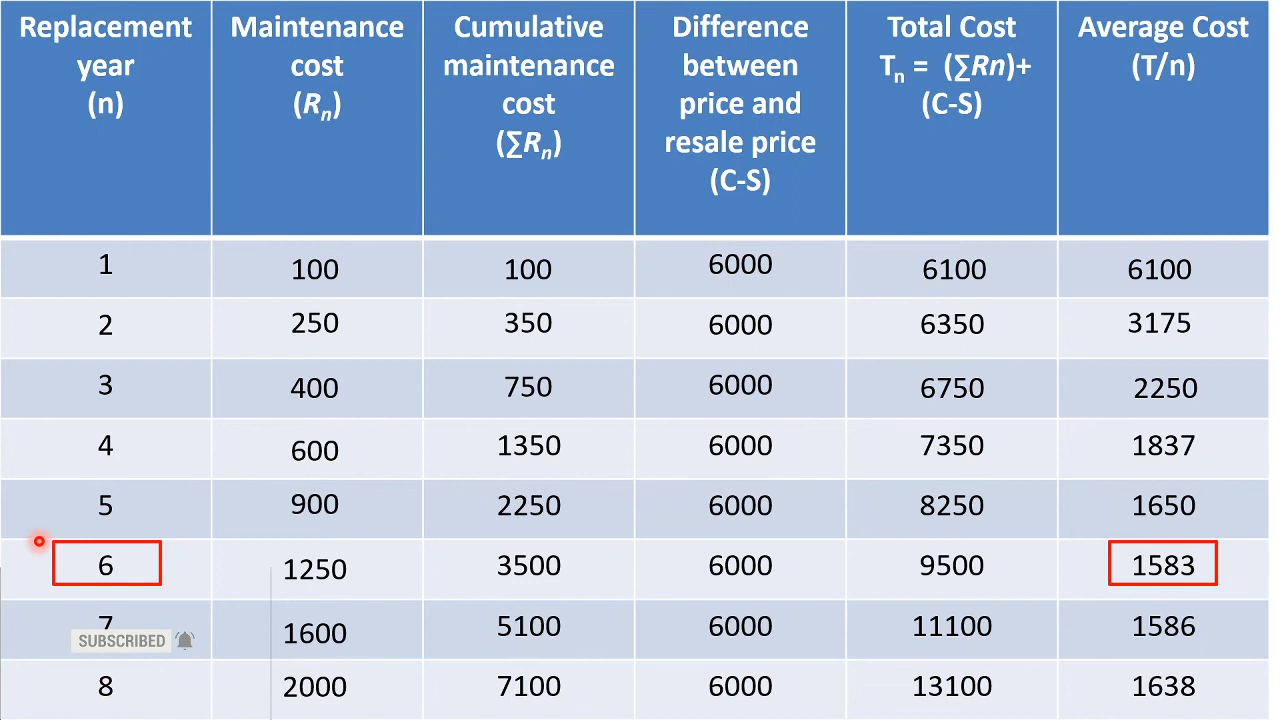 Replacement year (n) Maintenance cost (Rn) Cumulative maintenance cost (∑Rn) Difference between price and resale price (C-S) Total Cost Tn = (∑Rn)+ (C-S) Average Cost (T/n)
1 100 100 6000 6100 6100
2 250 350 6000 6350 3175
3 400 750 6000 6750 2250
4 600 1350 6000 7350 1837
5 900 2250 6000 8250 1650
6 1250 3500 6000 9500 1583
7 1600 5100 6000 11100 1586
SUBSCRIBED
8 2000 7100 6000 13100 1638